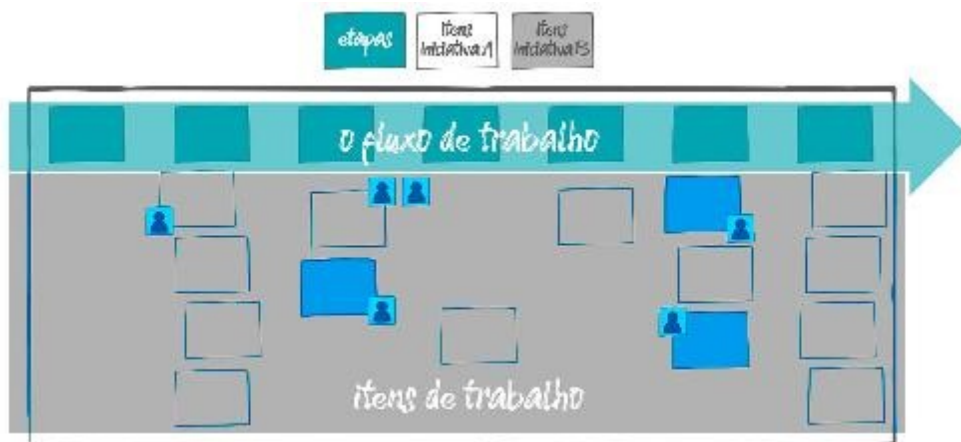 etapas
itens
iniciativa A
itens
iniciativa B
o fluxo de trabalho
itens de trabalho